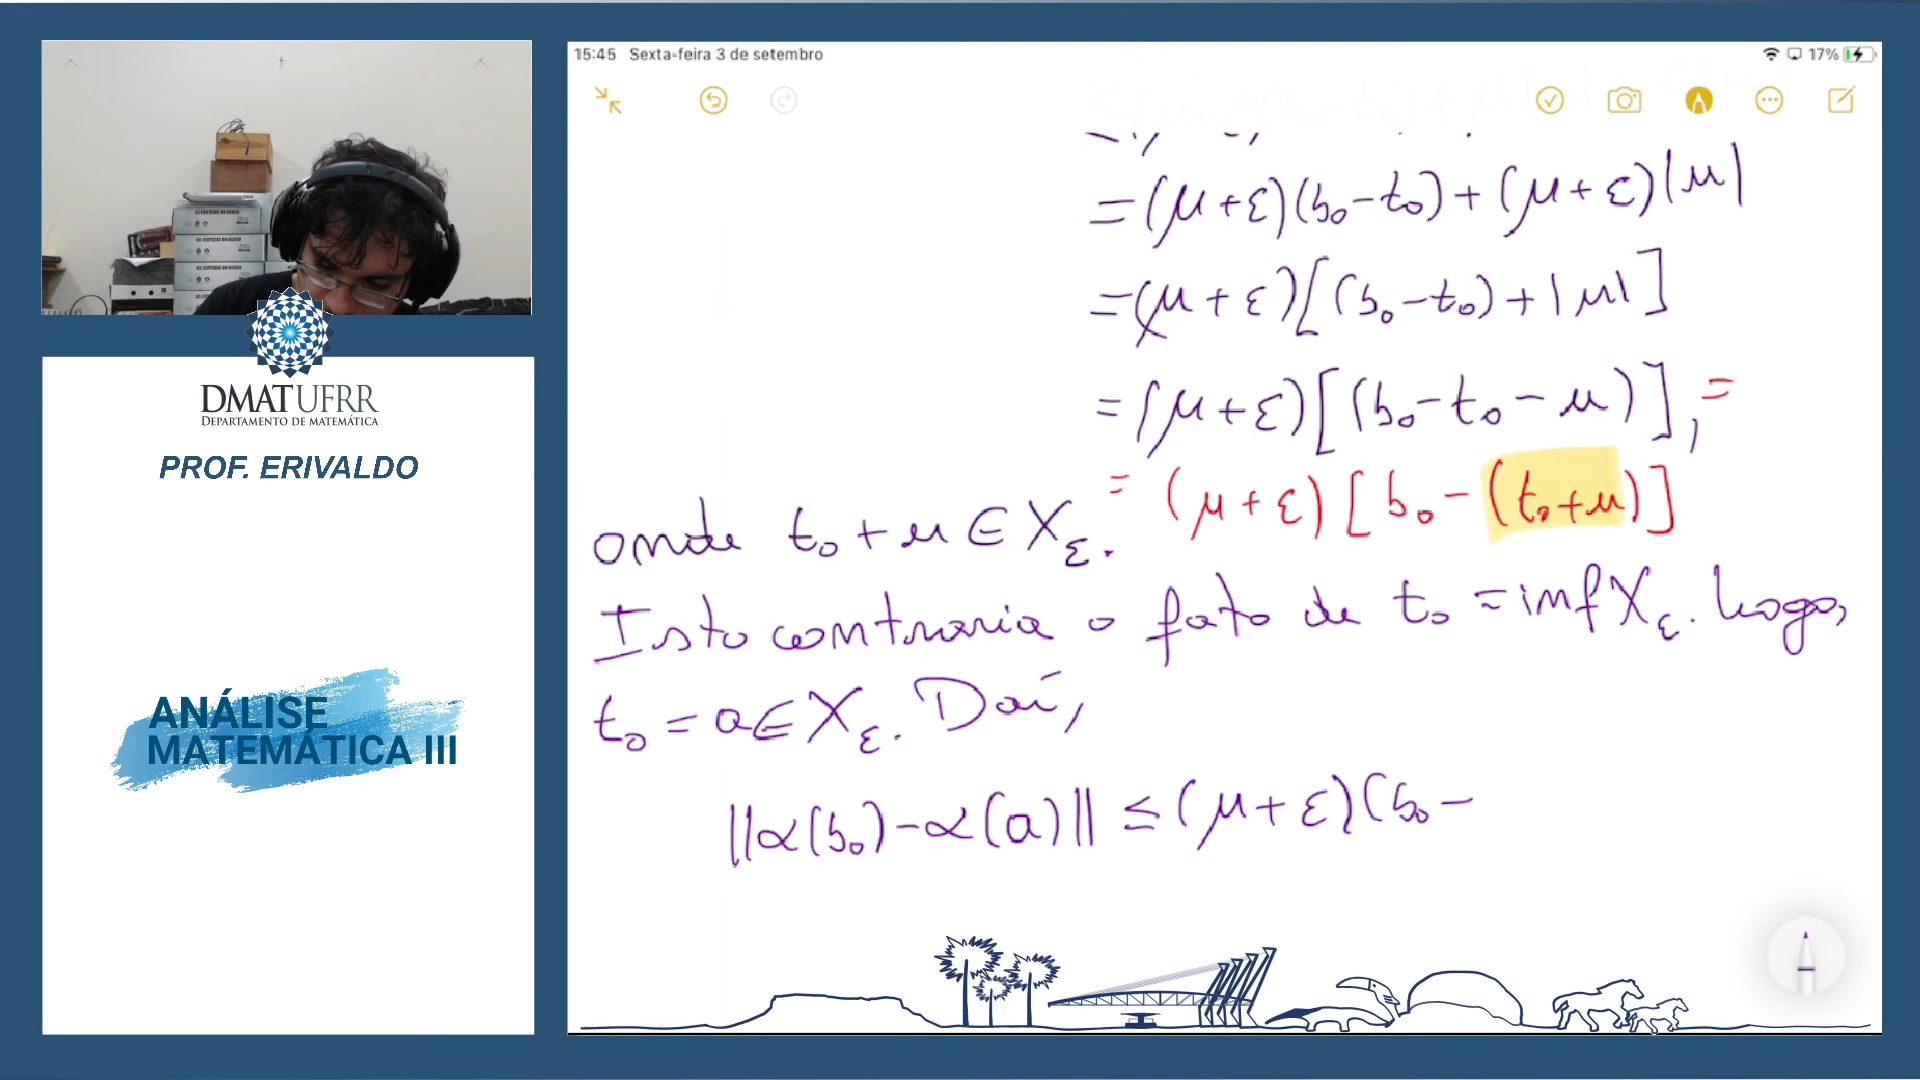 15:45 Sexta-feira 3 de setembro
17%
= (μ+ε)(b₀-t₀)+(μ+ε)|u|
= (μ+ε)[(b₀-t₀)+|u|]
= (μ+ε)[(b₀-t₀-u)], =
= (μ+ε)[b₀-(t₀+u)]
onde t₀+u ∈ X_ε.
Isto contraria o fato de t₀ = inf X_ε. Logo,
t₀ = a ∈ X_ε. Daí,
||α(b₀)-α(a)|| ≤ (μ+ε)(b₀-
DMATUFRR
DEPARTAMENTO DE MATEMÁTICA
PROF. ERIVALDO
ANÁLISE
MATEMÁTICA III